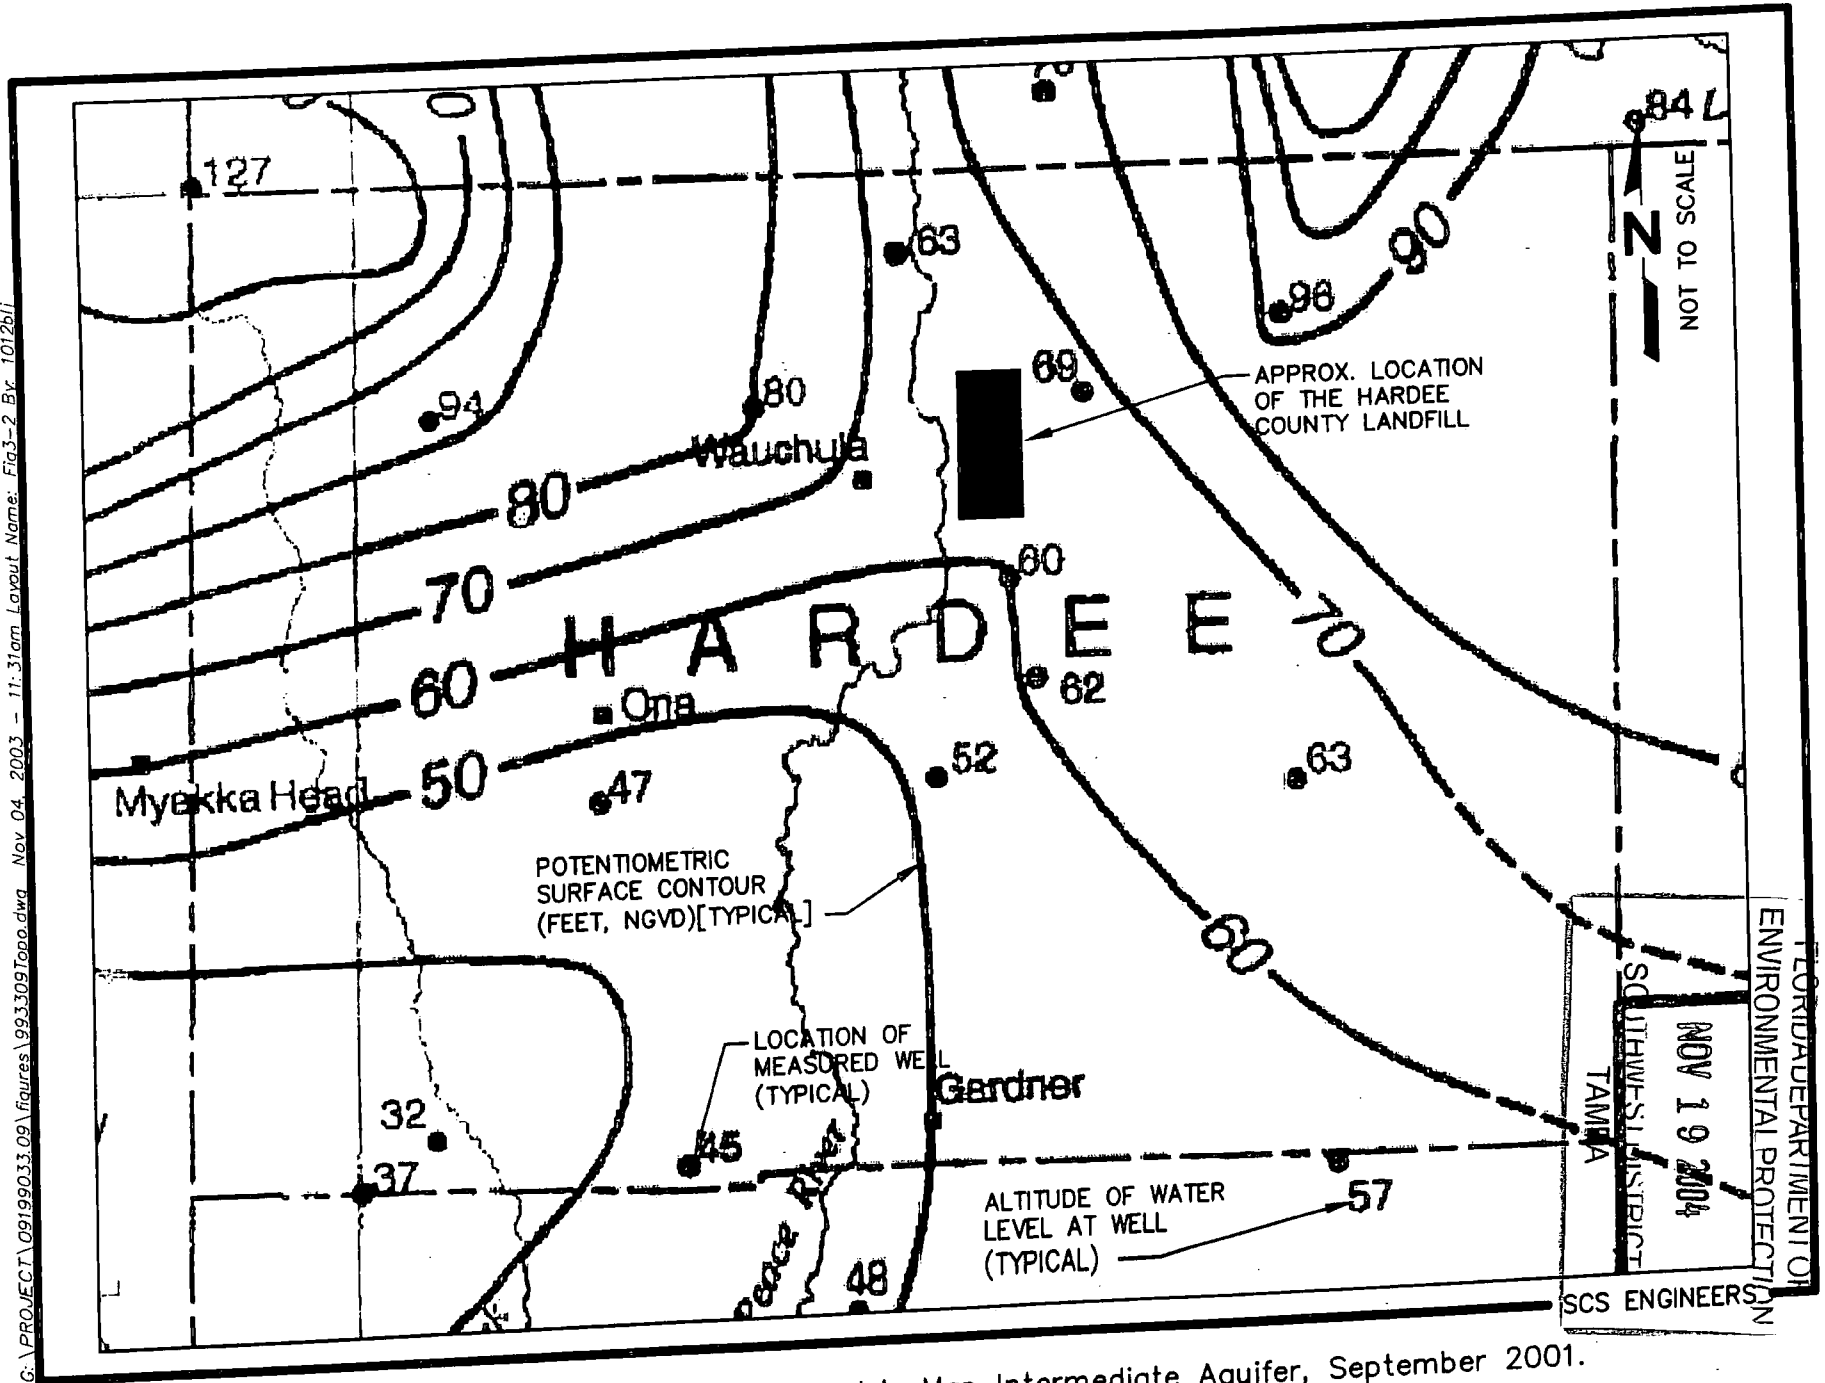 127
63
84
NOT TO SCALE
N
90
96
69
APPROX. LOCATION
OF THE HARDEE
COUNTY LANDFILL
94
80
Wauchula
80
70
60
60
HARDEE
70
62
Ona
52
63
50
47
Myakka Head
POTENTIOMETRIC
SURFACE CONTOUR
(FEET, NGVD)[TYPICAL]
60
LOCATION OF
MEASURED WELL
(TYPICAL)
Gardner
32
45
37
Peace River
ALTITUDE OF WATER
LEVEL AT WELL
(TYPICAL)
57
48
FLORIDA DEPARTMENT OF
ENVIRONMENTAL PROTECTION
NOV 19 2004
SOUTHWEST DISTRICT
TAMPA
SCS ENGINEERS
Map Intermediate Aquifer, September 2001.
G:\PROJECT\09199033.09\figures\993309Topo.dwg Nov 04, 2003 - 11:31am Layout Name: Fig3-2 By: 1012bli